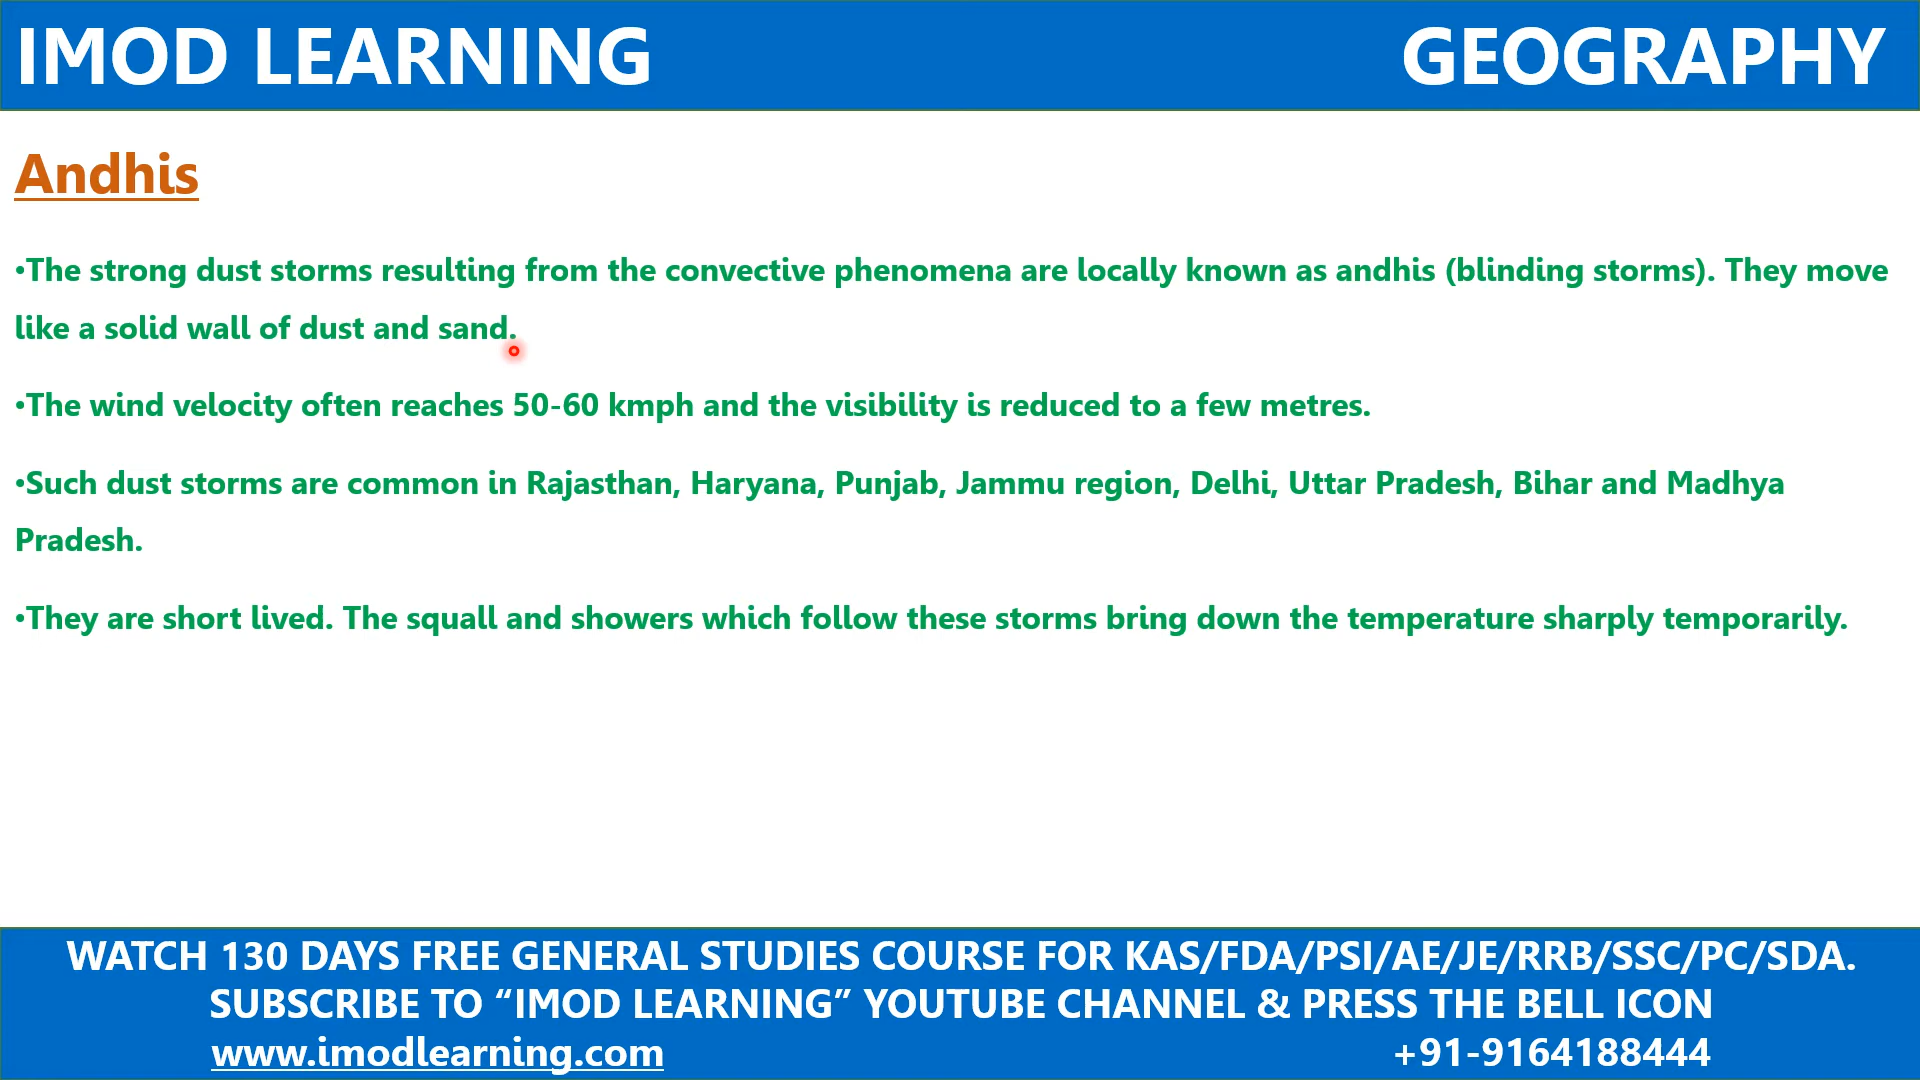 IMOD LEARNING GEOGRAPHY
Andhis
•The strong dust storms resulting from the convective phenomena are locally known as andhis (blinding storms). They move
like a solid wall of dust and sand.
•The wind velocity often reaches 50-60 kmph and the visibility is reduced to a few metres.
•Such dust storms are common in Rajasthan, Haryana, Punjab, Jammu region, Delhi, Uttar Pradesh, Bihar and Madhya
Pradesh.
•They are short lived. The squall and showers which follow these storms bring down the temperature sharply temporarily.
WATCH 130 DAYS FREE GENERAL STUDIES COURSE FOR KAS/FDA/PSI/AE/JE/RRB/SSC/PC/SDA.
SUBSCRIBE TO “IMOD LEARNING” YOUTUBE CHANNEL & PRESS THE BELL ICON
www.imodlearning.com +91-9164188444